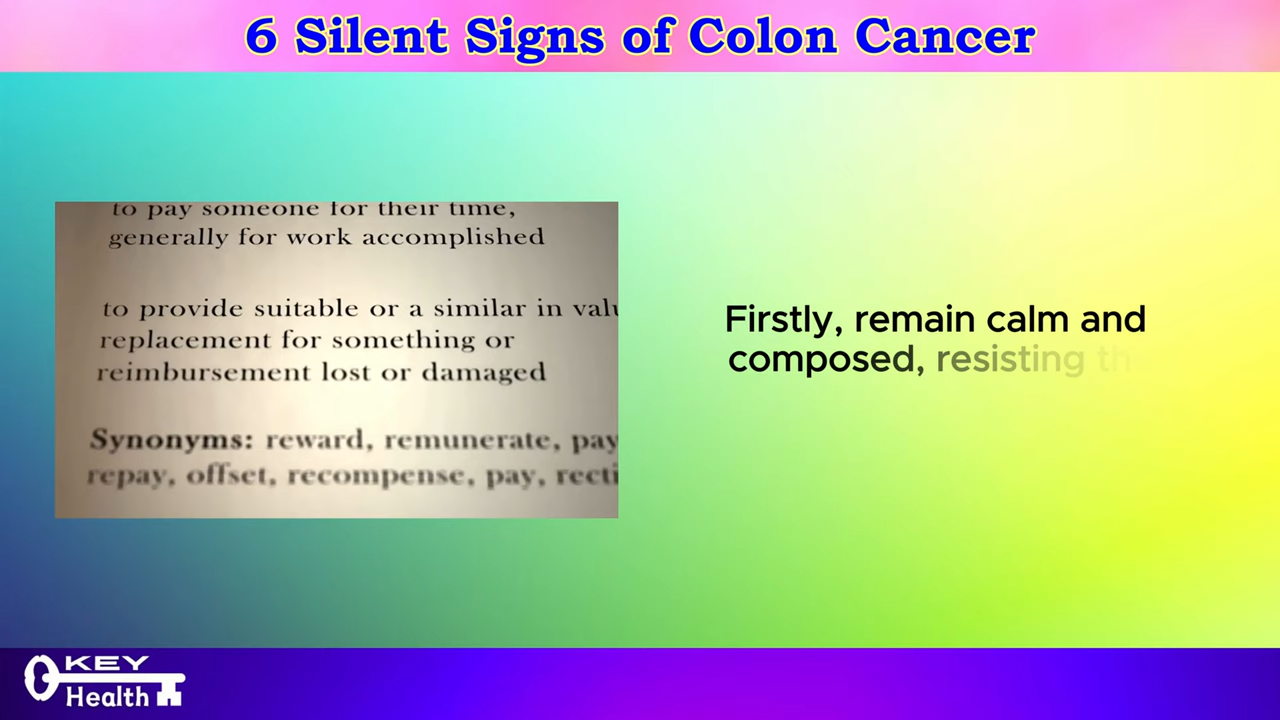 6 Silent Signs of Colon Cancer
to pay someone for their time,
generally for work accomplished
to provide suitable or a similar in valu
replacement for something or
reimbursement lost or damaged
Synonyms: reward, remunerate, pay
repay, offset, recompense, pay, recti
Firstly, remain calm and
composed, resisting the
KEY
Health